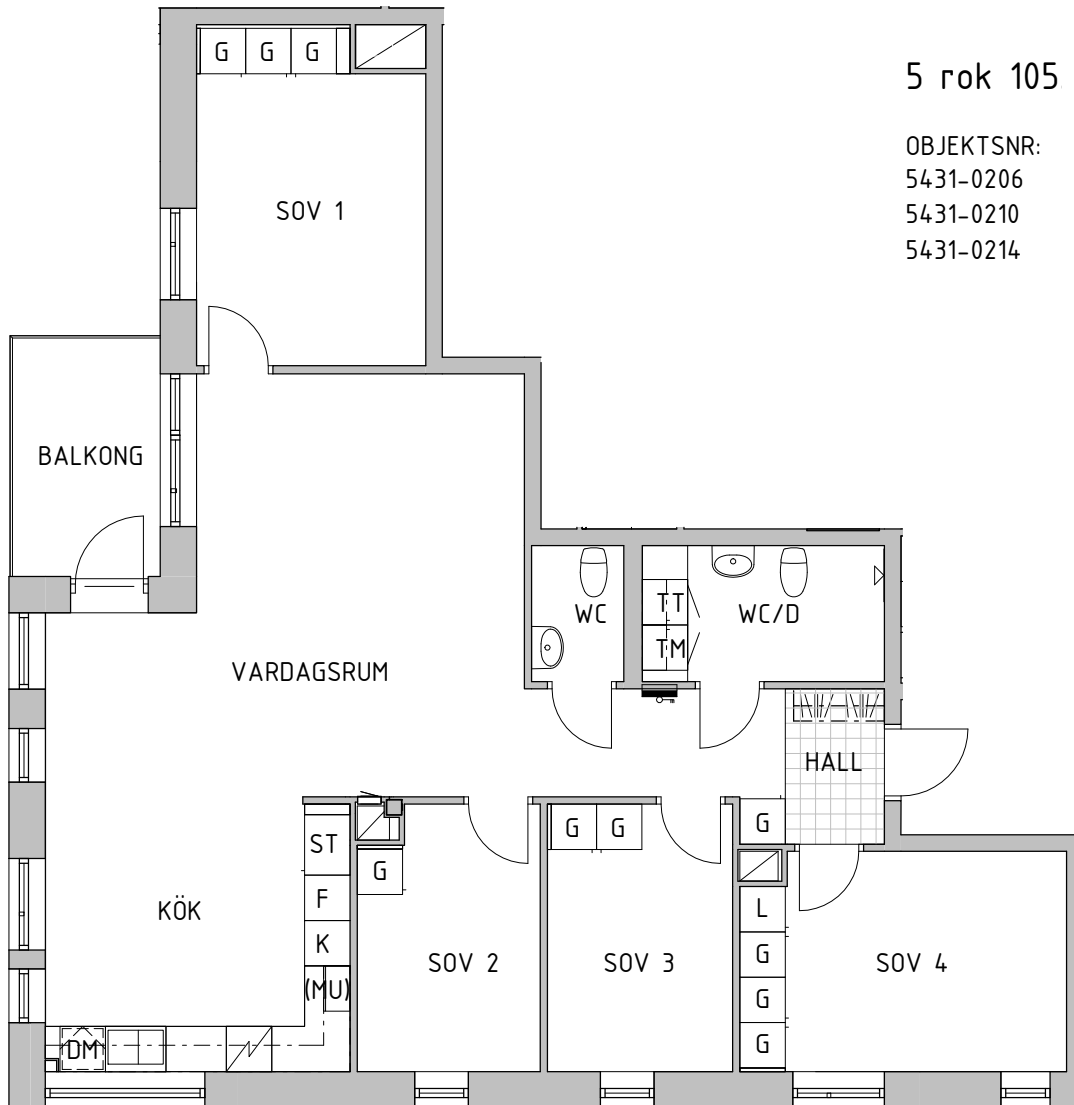 5 rok 105
OBJEKTSNR:
5431-0206
5431-0210
5431-0214
G G G
SOV 1
BALKONG
WC
TT
WC/D
TM
VARDAGSRUM
HALL
G
G G
ST
G
F
L
KÖK
K
G
SOV 2
SOV 3
SOV 4
(MU)
G
DM
G